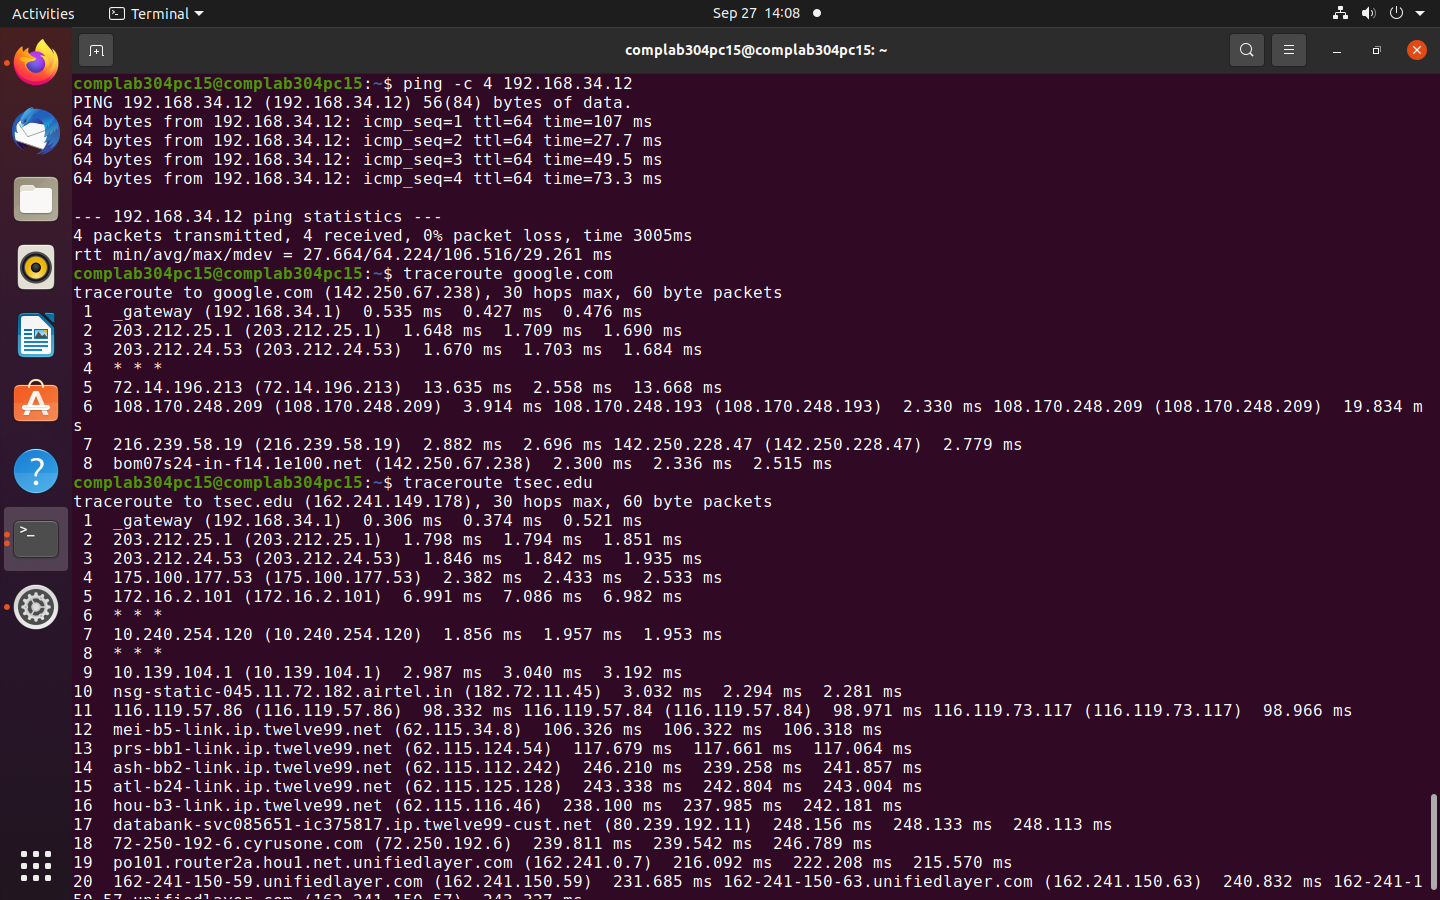 Activities
Terminal
Sep 27 14:08
complab304pc15@complab304pc15: ~
complab304pc15@complab304pc15:~$ ping -c 4 192.168.34.12
PING 192.168.34.12 (192.168.34.12) 56(84) bytes of data.
64 bytes from 192.168.34.12: icmp_seq=1 ttl=64 time=107 ms
64 bytes from 192.168.34.12: icmp_seq=2 ttl=64 time=27.7 ms
64 bytes from 192.168.34.12: icmp_seq=3 ttl=64 time=49.5 ms
64 bytes from 192.168.34.12: icmp_seq=4 ttl=64 time=73.3 ms
--- 192.168.34.12 ping statistics ---
4 packets transmitted, 4 received, 0% packet loss, time 3005ms
rtt min/avg/max/mdev = 27.664/64.224/106.516/29.261 ms
complab304pc15@complab304pc15:~$ traceroute google.com
traceroute to google.com (142.250.67.238), 30 hops max, 60 byte packets
 1  _gateway (192.168.34.1)  0.535 ms  0.427 ms  0.476 ms
 2  203.212.25.1 (203.212.25.1)  1.648 ms  1.709 ms  1.690 ms
 3  203.212.24.53 (203.212.24.53)  1.670 ms  1.703 ms  1.684 ms
 4  * * *
 5  72.14.196.213 (72.14.196.213)  13.635 ms  2.558 ms  13.668 ms
 6  108.170.248.209 (108.170.248.209)  3.914 ms 108.170.248.193 (108.170.248.193)  2.330 ms 108.170.248.209 (108.170.248.209)  19.834 m
s
 7  216.239.58.19 (216.239.58.19)  2.882 ms  2.696 ms 142.250.228.47 (142.250.228.47)  2.779 ms
 8  bom07s24-in-f14.1e100.net (142.250.67.238)  2.300 ms  2.336 ms  2.515 ms
complab304pc15@complab304pc15:~$ traceroute tsec.edu
traceroute to tsec.edu (162.241.149.178), 30 hops max, 60 byte packets
 1  _gateway (192.168.34.1)  0.306 ms  0.374 ms  0.521 ms
 2  203.212.25.1 (203.212.25.1)  1.798 ms  1.794 ms  1.851 ms
 3  203.212.24.53 (203.212.24.53)  1.846 ms  1.842 ms  1.935 ms
 4  175.100.177.53 (175.100.177.53)  2.382 ms  2.433 ms  2.533 ms
 5  172.16.2.101 (172.16.2.101)  6.991 ms  7.086 ms  6.982 ms
 6  * * *
 7  10.240.254.120 (10.240.254.120)  1.856 ms  1.957 ms  1.953 ms
 8  * * *
 9  10.139.104.1 (10.139.104.1)  2.987 ms  3.040 ms  3.192 ms
10  nsg-static-045.11.72.182.airtel.in (182.72.11.45)  3.032 ms  2.294 ms  2.281 ms
11  116.119.57.86 (116.119.57.86)  98.332 ms 116.119.57.84 (116.119.57.84)  98.971 ms 116.119.73.117 (116.119.73.117)  98.966 ms
12  mei-b5-link.ip.twelve99.net (62.115.34.8)  106.326 ms  106.322 ms  106.318 ms
13  prs-bb1-link.ip.twelve99.net (62.115.124.54)  117.679 ms  117.661 ms  117.064 ms
14  ash-bb2-link.ip.twelve99.net (62.115.112.242)  246.210 ms  239.258 ms  241.857 ms
15  atl-b24-link.ip.twelve99.net (62.115.125.128)  243.338 ms  242.804 ms  243.004 ms
16  hou-b3-link.ip.twelve99.net (62.115.116.46)  238.100 ms  237.985 ms  242.181 ms
17  databank-svc085651-ic375817.ip.twelve99-cust.net (80.239.192.11)  248.156 ms  248.133 ms  248.113 ms
18  72-250-192-6.cyrusone.com (72.250.192.6)  239.811 ms  239.542 ms  246.789 ms
19  po101.router2a.hou1.net.unifiedlayer.com (162.241.0.7)  216.092 ms  222.208 ms  215.570 ms
20  162-241-150-59.unifiedlayer.com (162.241.150.59)  231.685 ms 162-241-150-63.unifiedlayer.com (162.241.150.63)  240.832 ms 162-241-1
50-57.unifiedlayer.com (162.241.150.57)  243.327 ms